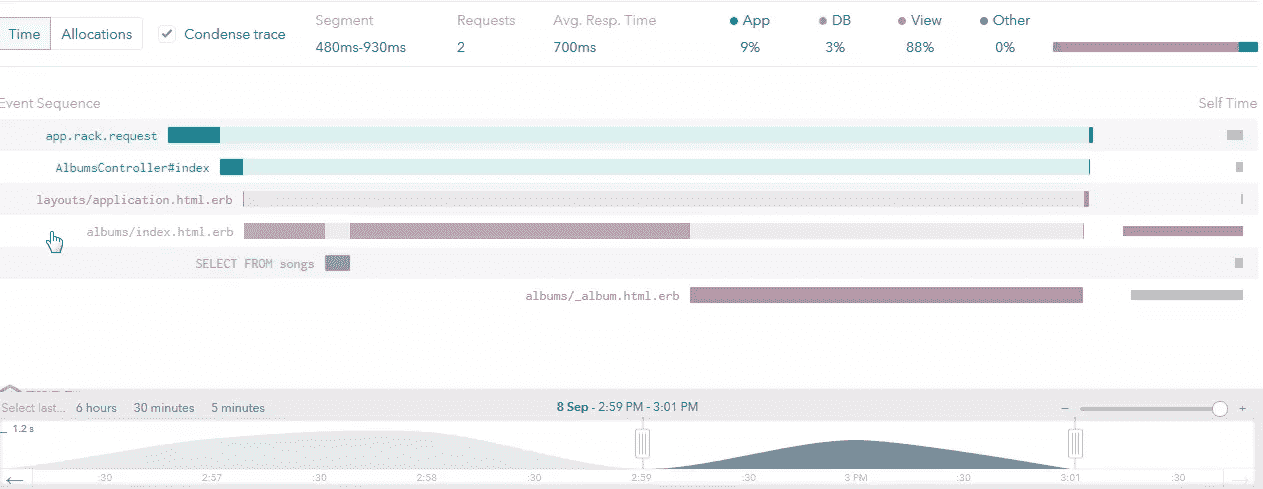 Time Allocations Condense trace
Segment Requests Avg. Resp. Time App DB View Other
480ms-930ms 2 700ms 9% 3% 88% 0%
Event Sequence Self Time
app.rack.request
AlbumsController#index
layouts/application.html.erb
albums/index.html.erb
SELECT FROM songs
albums/_album.html.erb
Select last... 6 hours 30 minutes 5 minutes 8 Sep - 2:59 PM - 3:01 PM − +
1.2 s
:30 2:57 :30 2:58 :30 2:59 :30 3 PM :30 3:01 :30